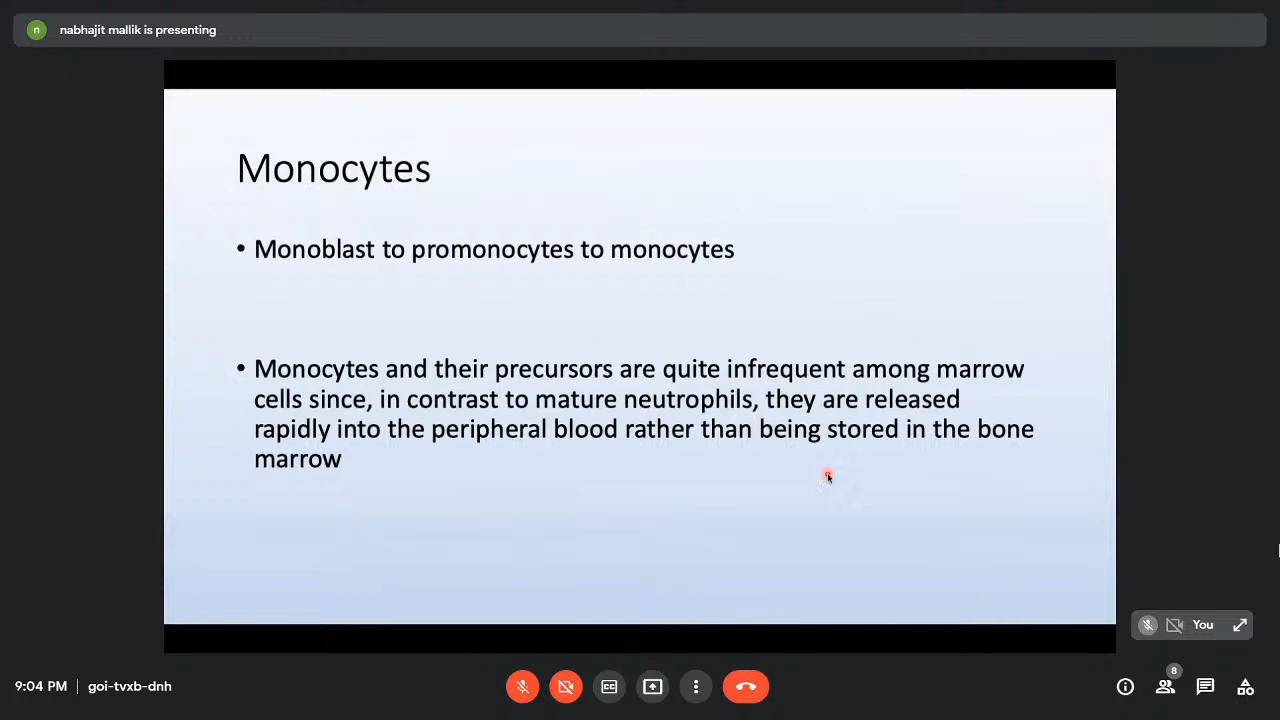 n
nabhajit mallik is presenting
Monocytes
• Monoblast to promonocytes to monocytes
• Monocytes and their precursors are quite infrequent among marrow
cells since, in contrast to mature neutrophils, they are released
rapidly into the peripheral blood rather than being stored in the bone
marrow
You
9:04 PM | goi-tvxb-dnh
CC
8